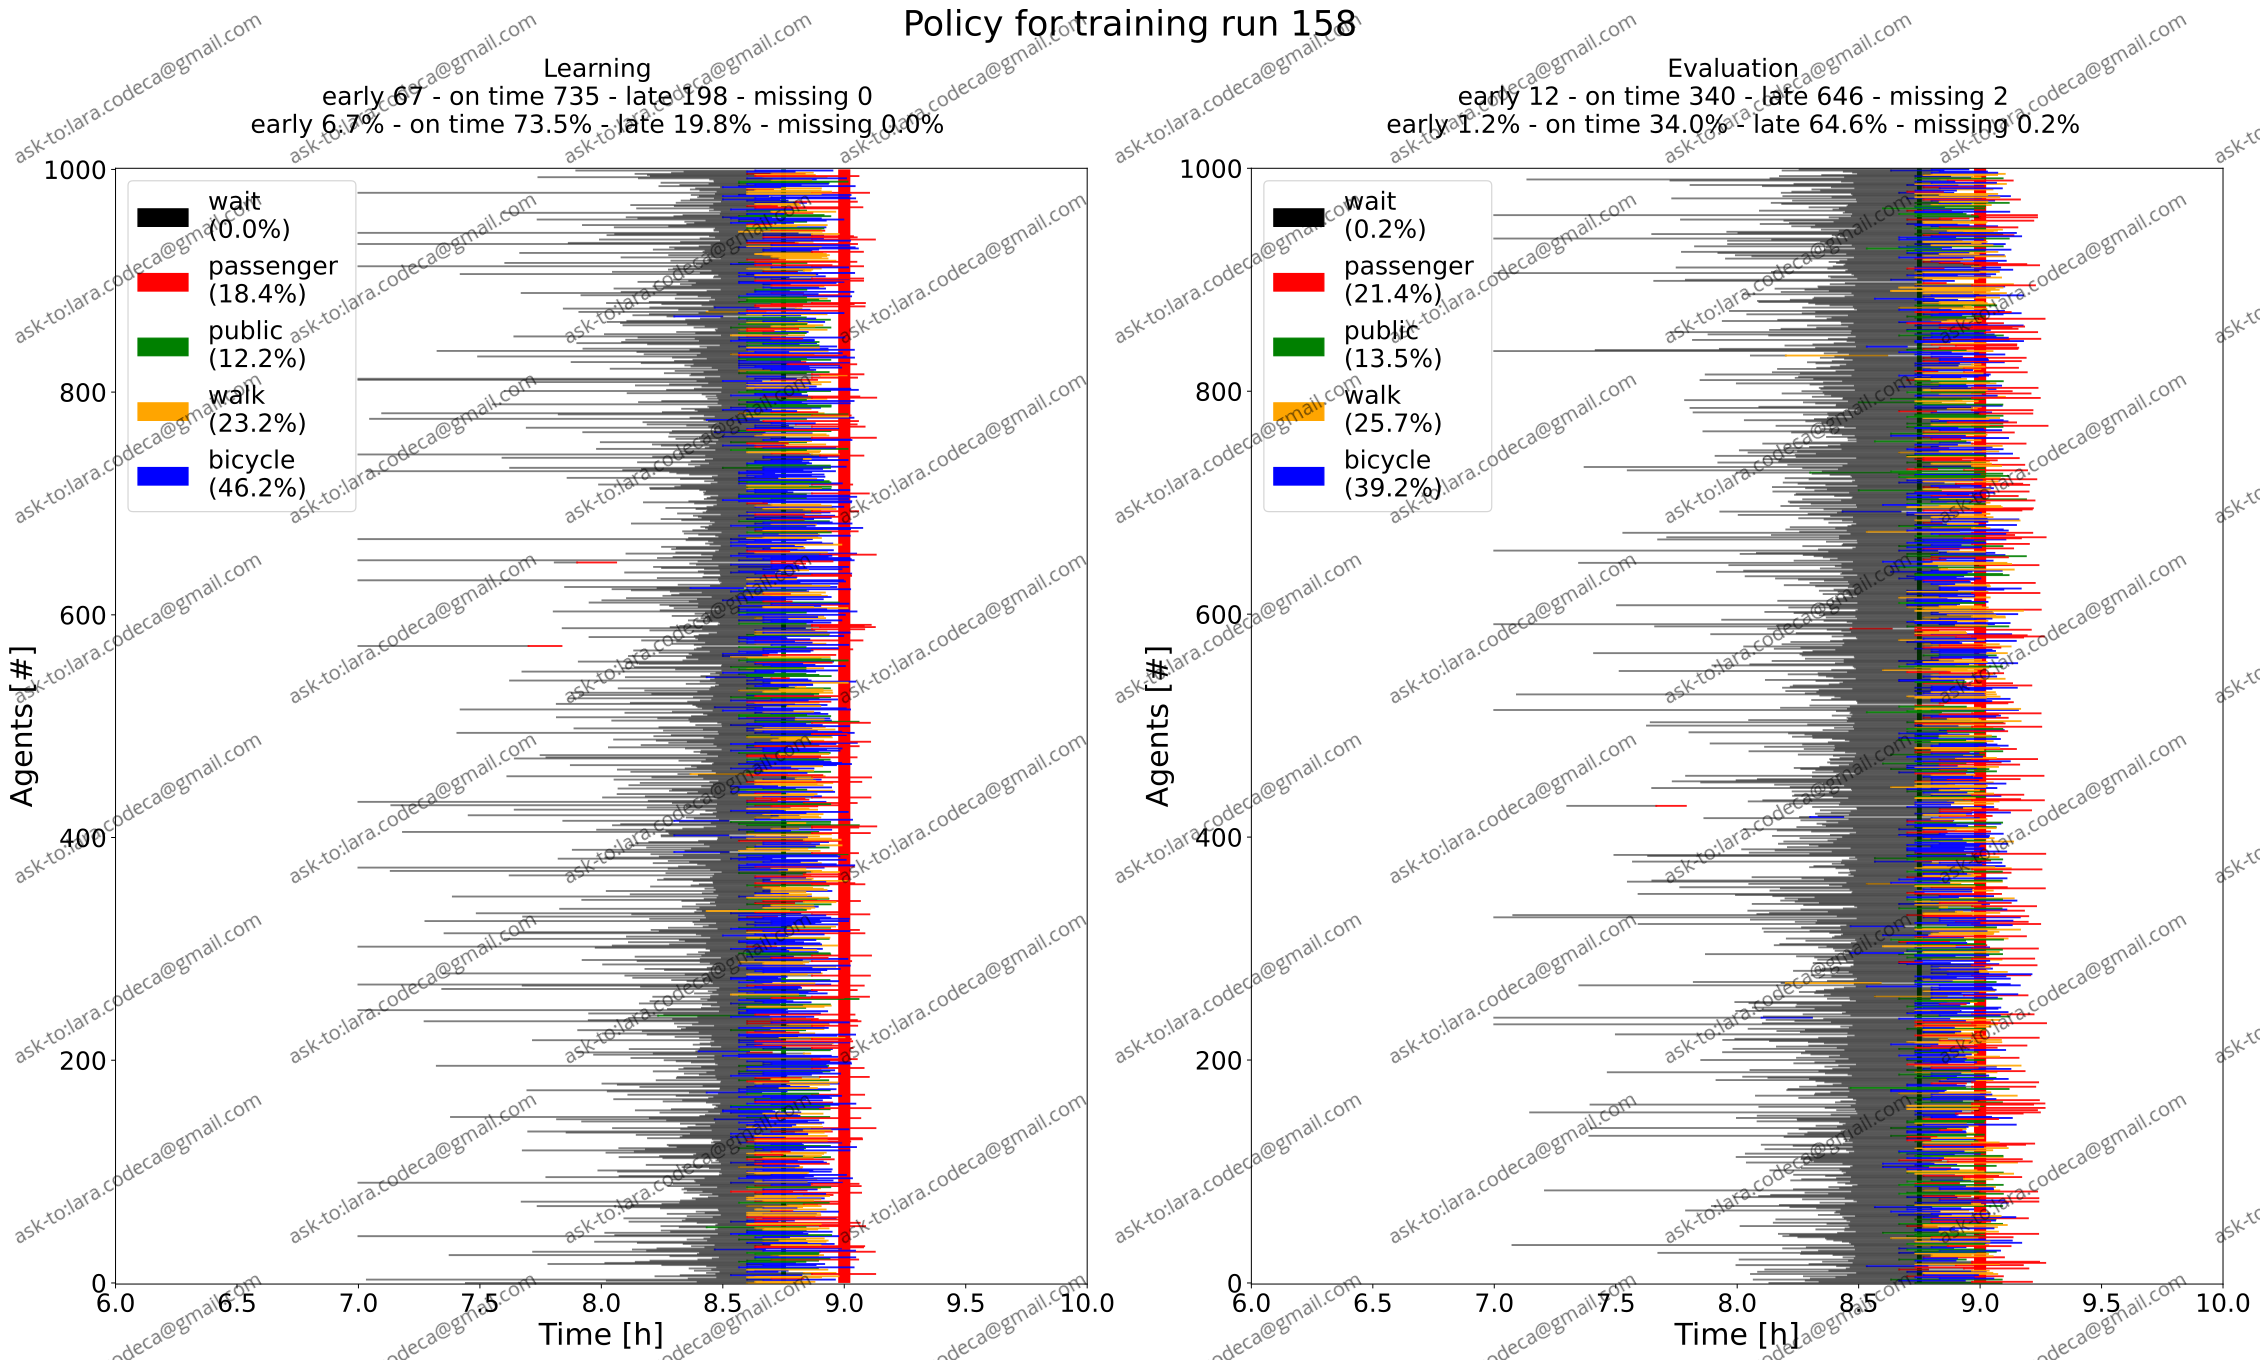 Policy for training run 158
Learning
early 67 - on time 735 - late 198 - missing 0
early 6.7% - on time 73.5% - late 19.8% - missing 0.0%
Agents [#]
1000
800
600
400
200
0
wait
(0.0%)
passenger
(18.4%)
public
(12.2%)
walk
(23.2%)
bicycle
(46.2%)
6.0 6.5 7.0 7.5 8.0 8.5 9.0 9.5 10.0
Time [h]
Evaluation
early 12 - on time 340 - late 646 - missing 2
early 1.2% - on time 34.0% - late 64.6% - missing 0.2%
Agents [#]
1000
800
600
400
200
0
wait
(0.2%)
passenger
(21.4%)
public
(13.5%)
walk
(25.7%)
bicycle
(39.2%)
6.0 6.5 7.0 7.5 8.0 8.5 9.0 9.5 10.0
Time [h]
ask-to:lara.codeca@gmail.com